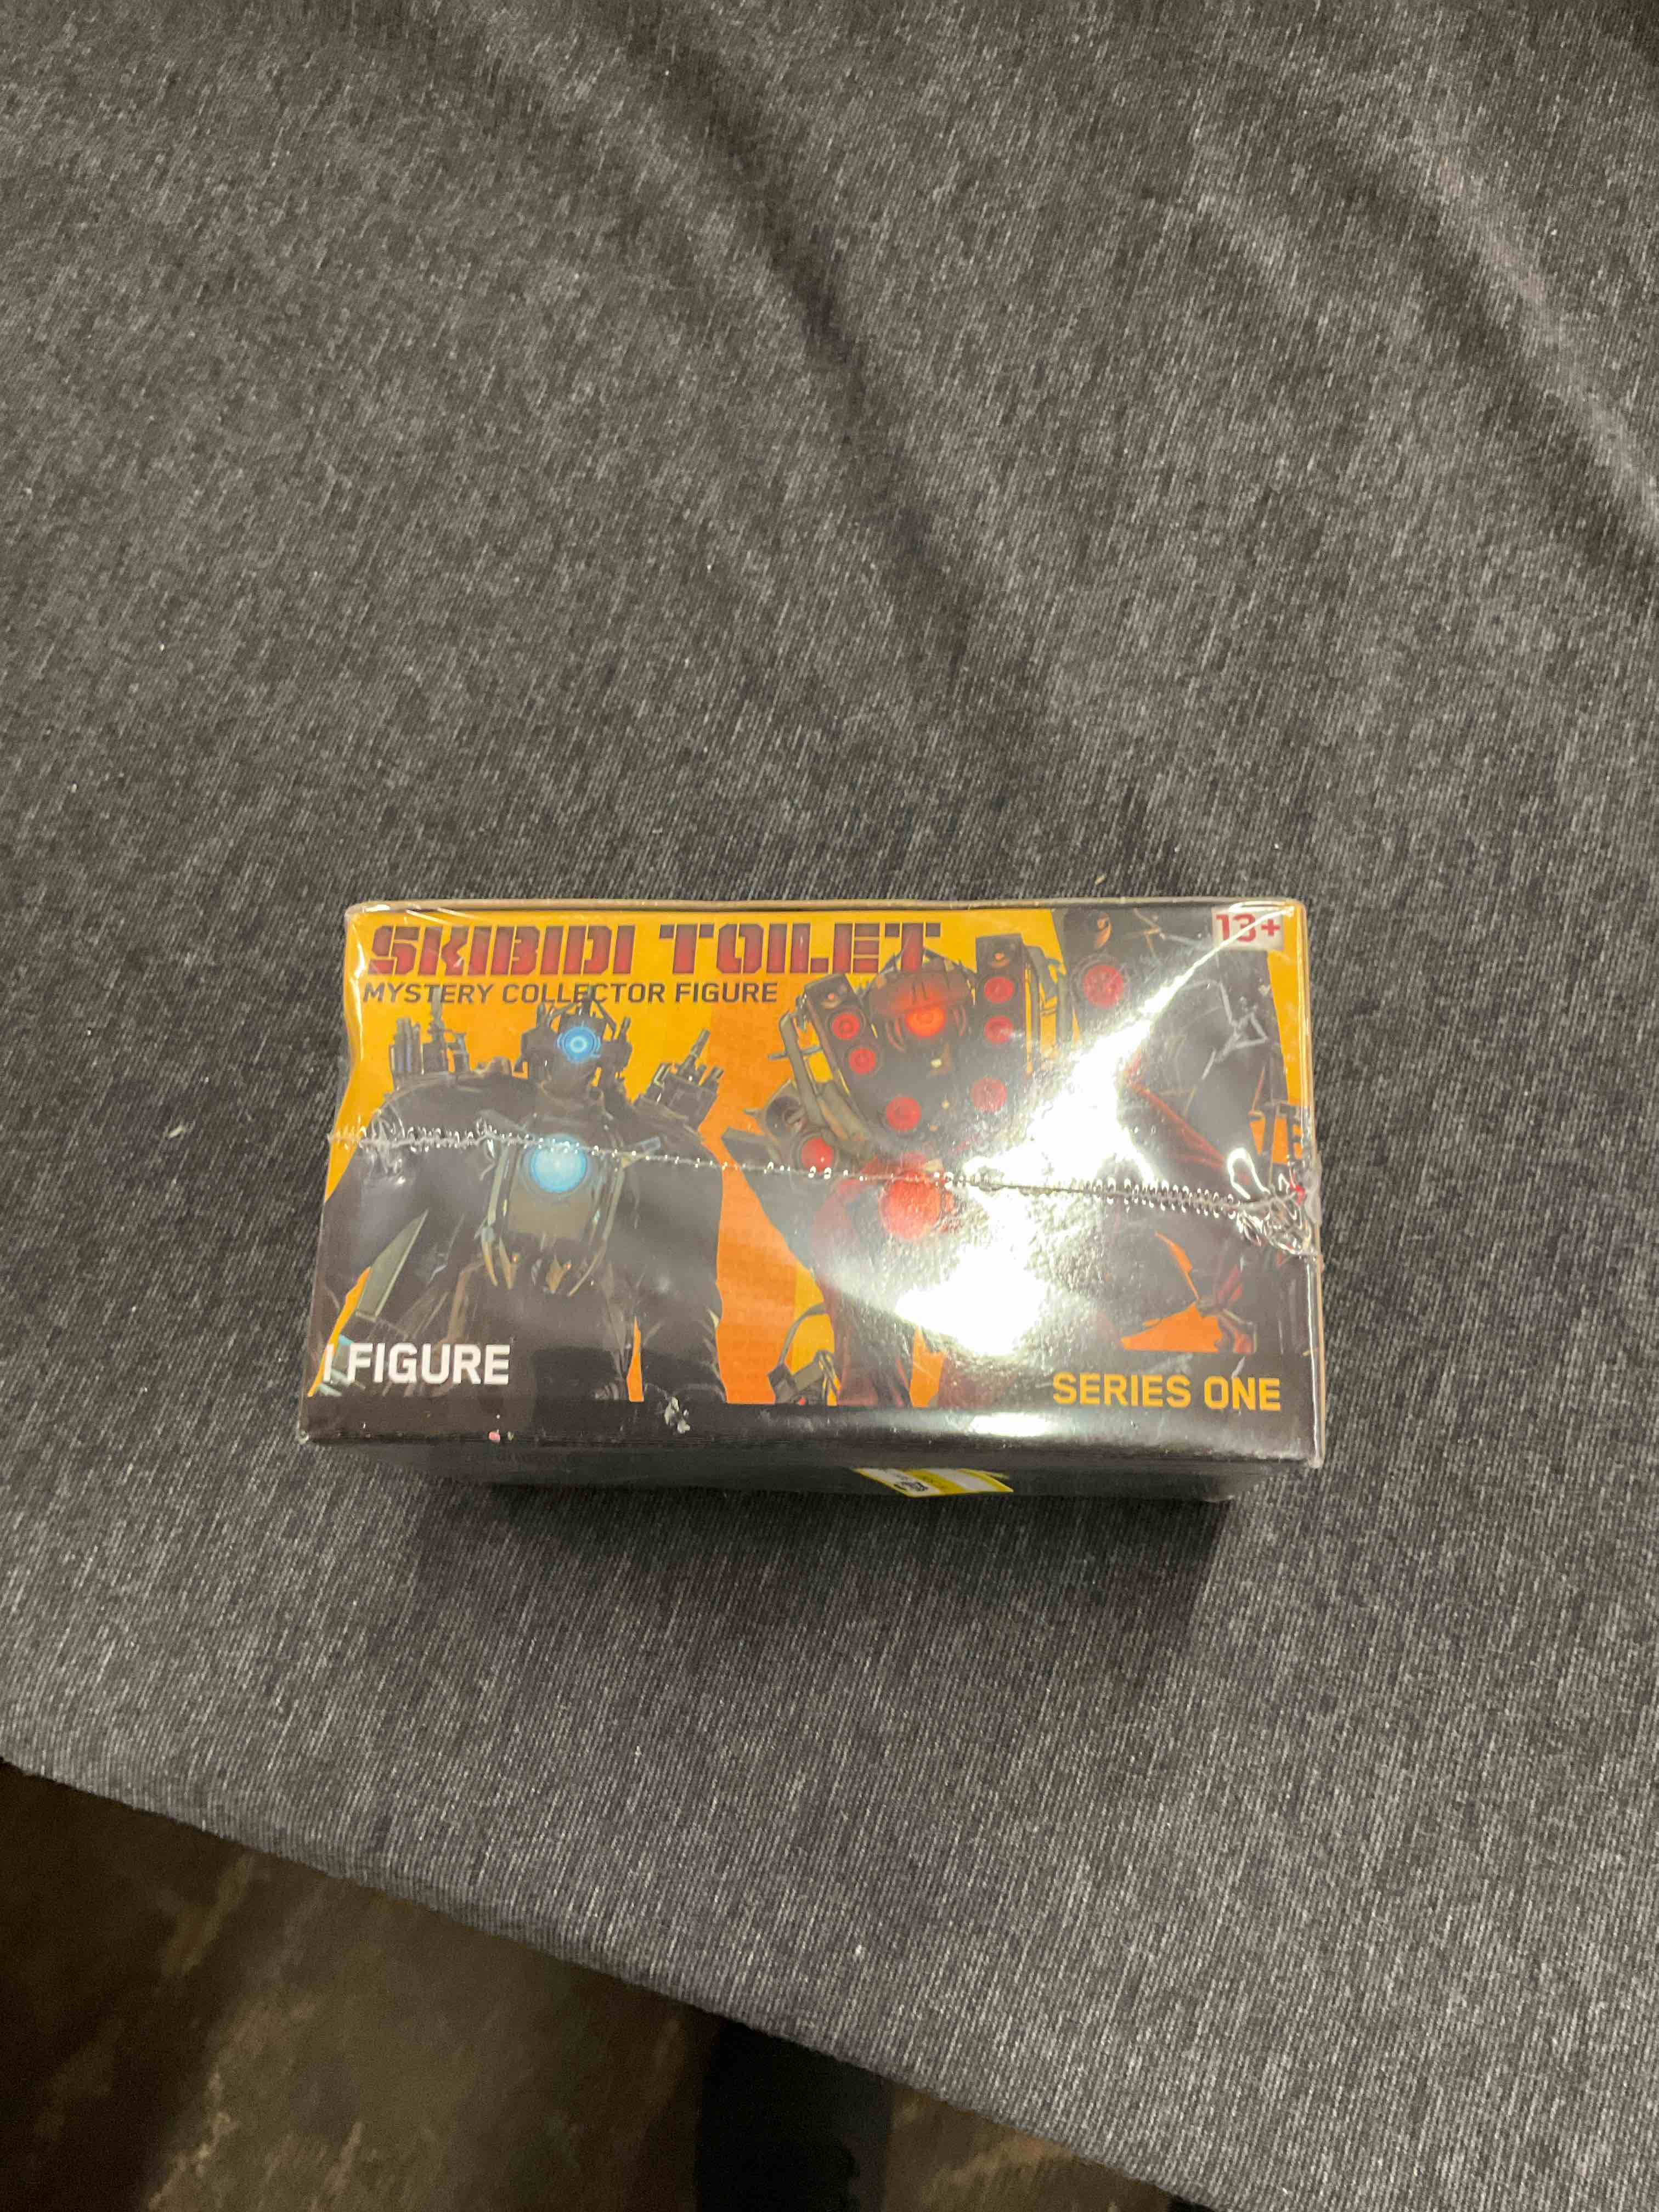 SKIBIDI TOILET
13+
MYSTERY COLLECTOR FIGURE
1 FIGURE
SERIES ONE